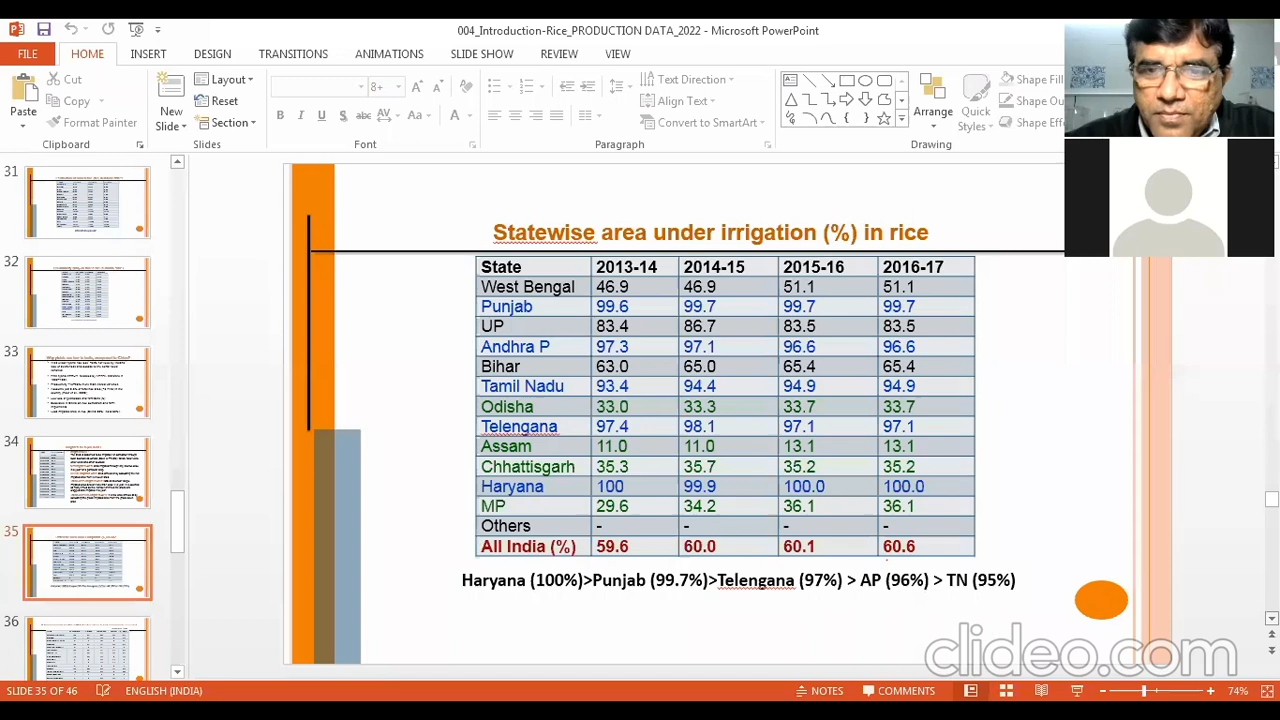 004_Introduction-Rice_PRODUCTION DATA_2022 - Microsoft PowerPoint
FILE HOME INSERT DESIGN TRANSITIONS ANIMATIONS SLIDE SHOW REVIEW VIEW
Paste
Cut
Copy
Format Painter
Clipboard
New Slide
Layout
Reset
Section
Slides
8
Font
Paragraph
Text Direction
Align Text
Convert to SmartArt
Arrange
Quick Styles
Shape Fill
Shape Ou
Shape Effe
Drawing
31
32
33
34
35
36
Statewise area under irrigation (%) in rice
State 2013-14 2014-15 2015-16 2016-17
West Bengal 46.9 46.9 51.1 51.1
Punjab 99.6 99.7 99.7 99.7
UP 83.4 86.7 83.5 83.5
Andhra P 97.3 97.1 96.6 96.6
Bihar 63.0 65.0 65.4 65.4
Tamil Nadu 93.4 94.4 94.9 94.9
Odisha 33.0 33.3 33.7 33.7
Telengana 97.4 98.1 97.1 97.1
Assam 11.0 11.0 13.1 13.1
Chhattisgarh 35.3 35.7 35.2 35.2
Haryana 100 99.9 100.0 100.0
MP 29.6 34.2 36.1 36.1
Others - - - -
All India (%) 59.6 60.0 60.1 60.6
Haryana (100%)>Punjab (99.7%)>Telengana (97%) > AP (96%) > TN (95%)
clideo.com
SLIDE 35 OF 46 ENGLISH (INDIA) NOTES COMMENTS 74%